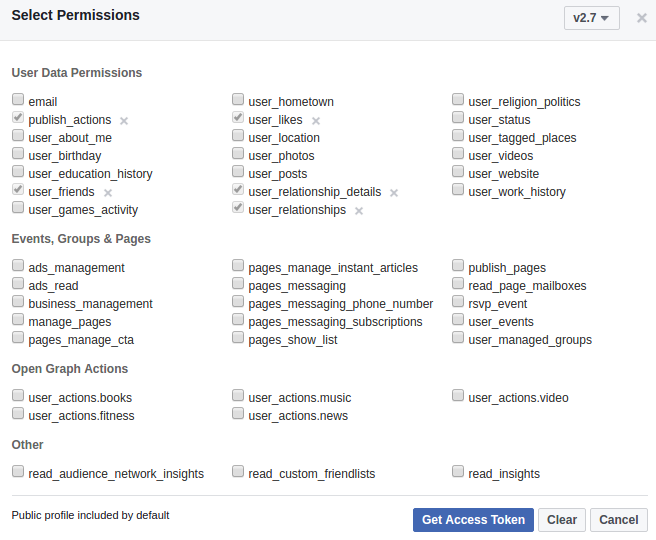 Select Permissions
v2.7
User Data Permissions
email user_hometown user_religion_politics
publish_actions user_likes user_status
user_about_me user_location user_tagged_places
user_birthday user_photos user_videos
user_education_history user_posts user_website
user_friends user_relationship_details user_work_history
user_games_activity user_relationships
Events, Groups & Pages
ads_management pages_manage_instant_articles publish_pages
ads_read pages_messaging read_page_mailboxes
business_management pages_messaging_phone_number rsvp_event
manage_pages pages_messaging_subscriptions user_events
pages_manage_cta pages_show_list user_managed_groups
Open Graph Actions
user_actions.books user_actions.music user_actions.video
user_actions.fitness user_actions.news
Other
read_audience_network_insights read_custom_friendlists read_insights
Public profile included by default
Get Access Token Clear Cancel